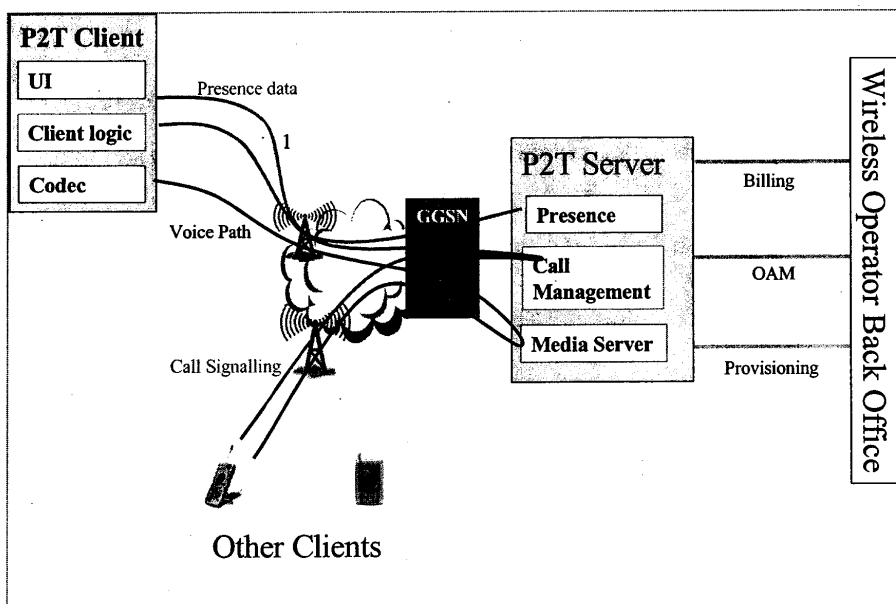 P2T Client
UI
Client logic
Codec
Presence data
1
Voice Path
GGSN
P2T Server
Presence
Call
Management
Media Server
Billing
OAM
Provisioning
Wireless Operator Back Office
Call Signalling
Other Clients